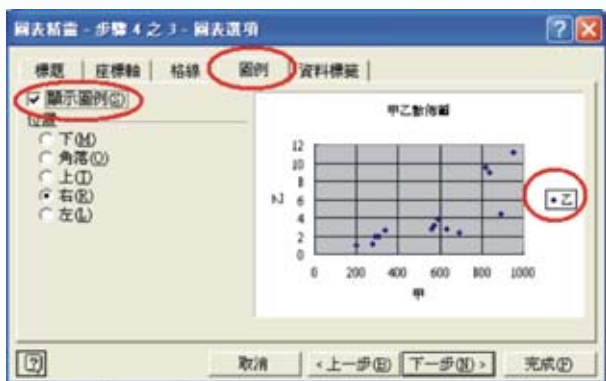 圖表精靈 - 步驟 4 之 3 - 圖表選項
標題
座標軸
格線
圖例
資料標籤
顯示圖例(S)
位置
下(M)
角落(O)
上(T)
右(R)
左(L)
甲乙數佈圖
乙
12
10
8
6
4
2
0
0 200 400 600 800 1000
甲
乙
取消
<上一步(B)
下一步(N)>
完成(F)